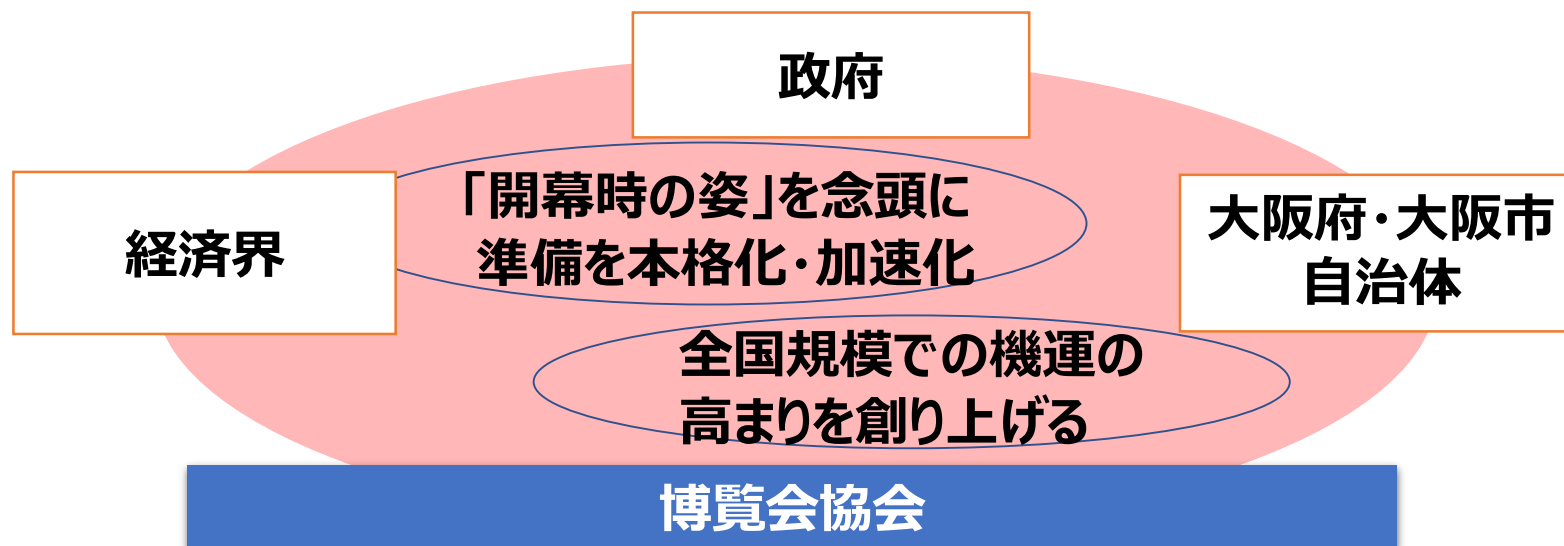 政府
経済界
「開幕時の姿」を念頭に
準備を本格化・加速化
大阪府・大阪市
自治体
全国規模での機運の
高まりを創り上げる
博覧会協会